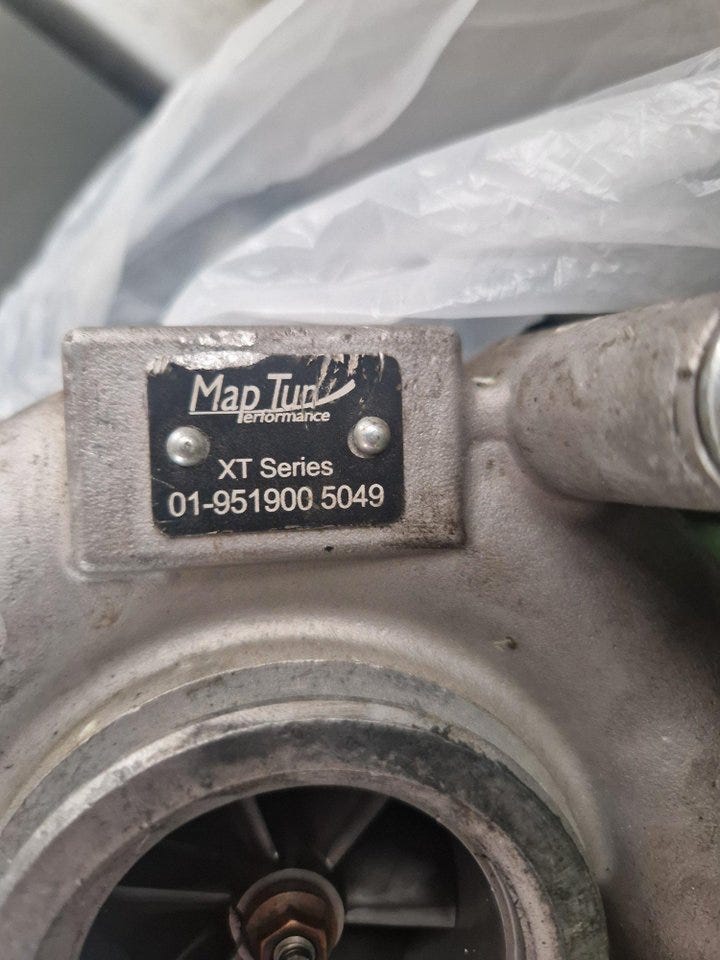 Map Tun
Performance
XT Series
01-951900 5049